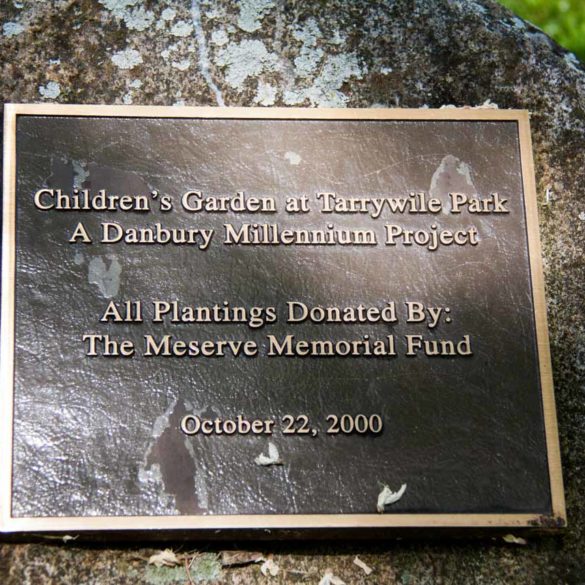 Children's Garden at Tarrywile Park
A Danbury Millennium Project
All Plantings Donated By:
The Meserve Memorial Fund
October 22, 2000